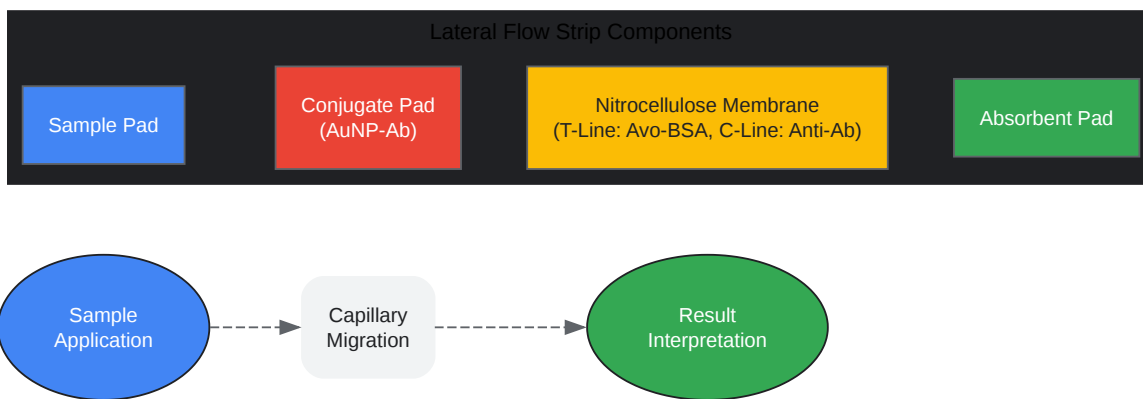 Lateral Flow Strip Components
Sample Pad
Conjugate Pad
(AuNP-Ab)
Nitrocellulose Membrane
(T-Line: Avo-BSA, C-Line: Anti-Ab)
Absorbent Pad
Sample
Application
Capillary
Migration
Result
Interpretation